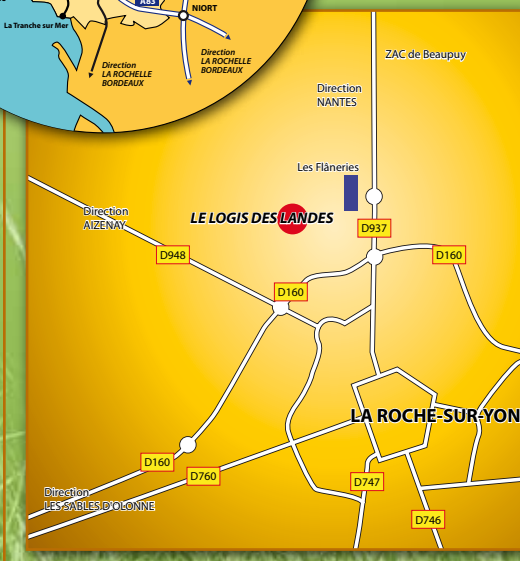 A83
NIORT
La Tranche sur Mer
Direction
LA ROCHELLE
BORDEAUX
Direction
LA ROCHELLE
BORDEAUX
ZAC de Beaupuy
Direction
NANTES
Les Flâneries
Direction
AIZENAY
LE LOGIS DES LANDES
D937
D948
D160
D160
LA ROCHE-SUR-YON
D160
D760
D747
Direction
LES SABLES D'OLONNE
D746